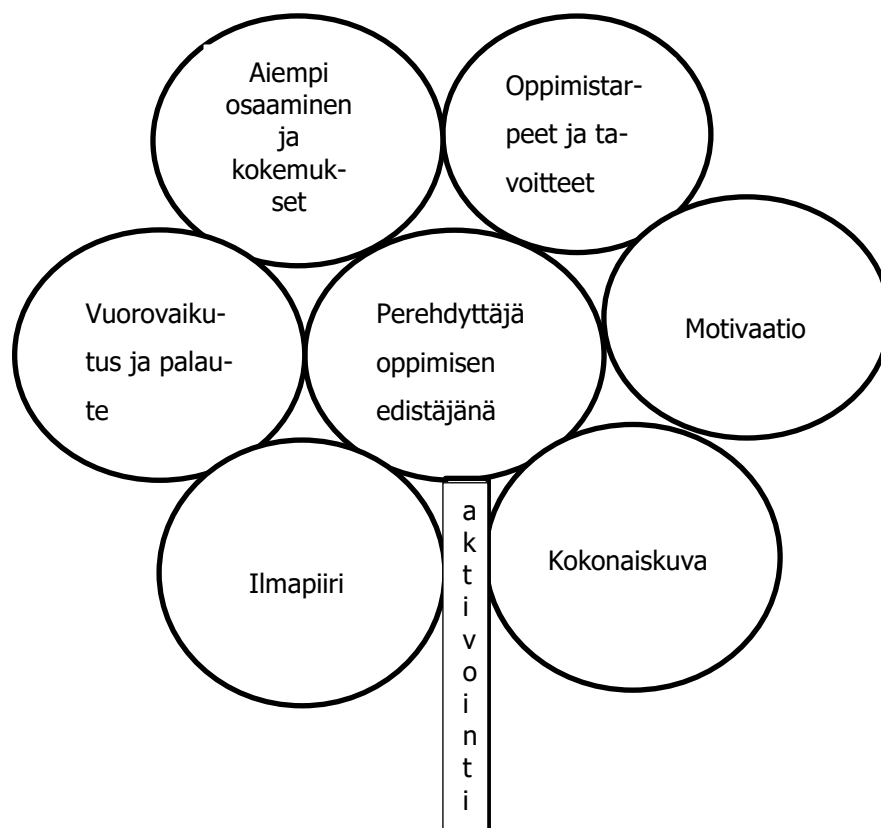 Aiempi
osaaminen
ja
kokemuk-
set
Oppimistar-
peet ja ta-
voitteet
Vuorovaiku-
tus ja palau-
te
Perehdyttäjä
oppimisen
edistäjänä
Motivaatio
Ilmapiiri
Kokonaiskuva
a
k
t
i
v
o
i
n
t
i